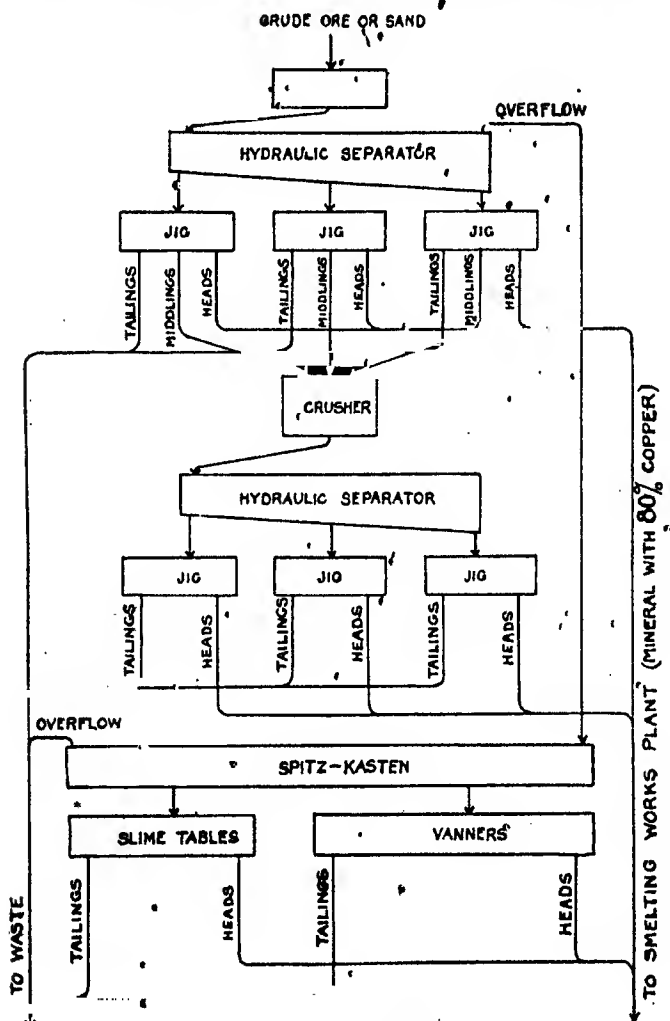 CRUDE ORE OR SAND
OVERFLOW
HYDRAULIC SEPARATOR
JIG
JIG
JIG
TAILINGS
MIDDLINGS
HEADS
TAILINGS
MIDDLINGS
HEADS
TAILINGS
MIDDLINGS
HEADS
CRUSHER
HYDRAULIC SEPARATOR
JIG
JIG
JIG
TAILINGS
HEADS
TAILINGS
HEADS
TAILINGS
HEADS
OVERFLOW
SPITZ-KASTEN
SLIME TABLES
VANNERS
TAILINGS
HEADS
TAILINGS
HEADS
TO WASTE
TO SMELTING WORKS PLANT (MINERAL WITH 80% COPPER)